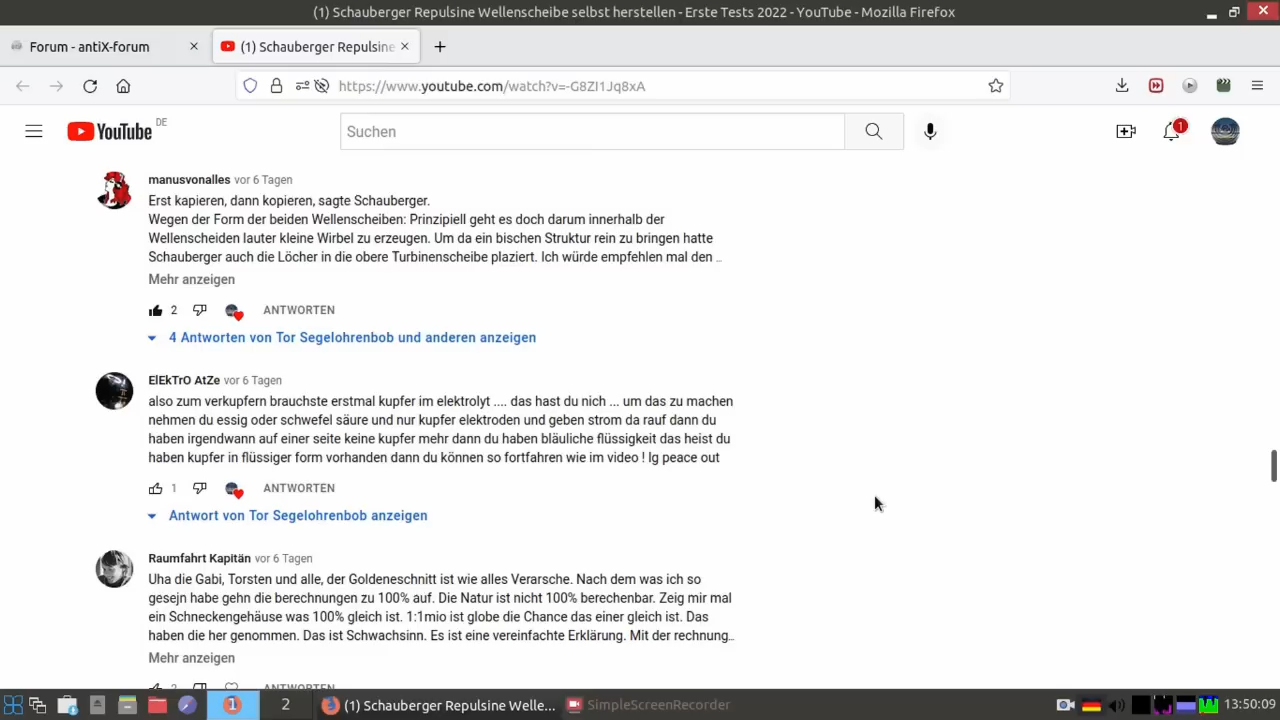 (1) Schauberger Repulsine Wellenscheibe selbst herstellen - Erste Tests 2022 - YouTube - Mozilla Firefox
Forum - antiX-forum
(1) Schauberger Repulsine
https://www.youtube.com/watch?v=-G8ZI1Jq8xA
YouTube DE
Suchen
1
manusvonalles vor 6 Tagen
Erst kapieren, dann kopieren, sagte Schauberger.
Wegen der Form der beiden Wellenscheiben: Prinzipiell geht es doch darum innerhalb der
Wellenscheiden lauter kleine Wirbel zu erzeugen. Um da ein bischen Struktur rein zu bringen hatte
Schauberger auch die Löcher in die obere Turbinenscheibe plaziert. Ich würde empfehlen mal den ...
Mehr anzeigen
2 ANTWORTEN
4 Antworten von Tor Segelohrenbob und anderen anzeigen
ElEkTrO AtZe vor 6 Tagen
also zum verkupfern brauchste erstmal kupfer im elektrolyt .... das hast du nich ... um das zu machen
nehmen du essig oder schwefel säure und nur kupfer elektroden und geben strom da rauf dann du
haben irgendwann auf einer seite keine kupfer mehr dann du haben bläuliche flüssigkeit das heist du
haben kupfer in flüssiger form vorhanden dann du können so fortfahren wie im video ! lg peace out
1 ANTWORTEN
Antwort von Tor Segelohrenbob anzeigen
Raumfahrt Kapitän vor 6 Tagen
Uha die Gabi, Torsten und alle, der Goldeneschnitt ist wie alles Verarsche. Nach dem was ich so
gesejn habe gehn die berechnungen zu 100% auf. Die Natur ist nicht 100% berechenbar. Zeig mir mal
ein Schneckengehäuse was 100% gleich ist. 1:1mio ist globe die Chance das einer gleich ist. Das
haben die her genommen. Das ist Schwachsinn. Es ist eine vereinfachte Erklärung. Mit der rechnung...
Mehr anzeigen
ANTWORTEN
1
2
(1) Schauberger Repulsine Welle...
SimpleScreenRecorder
13:50:09